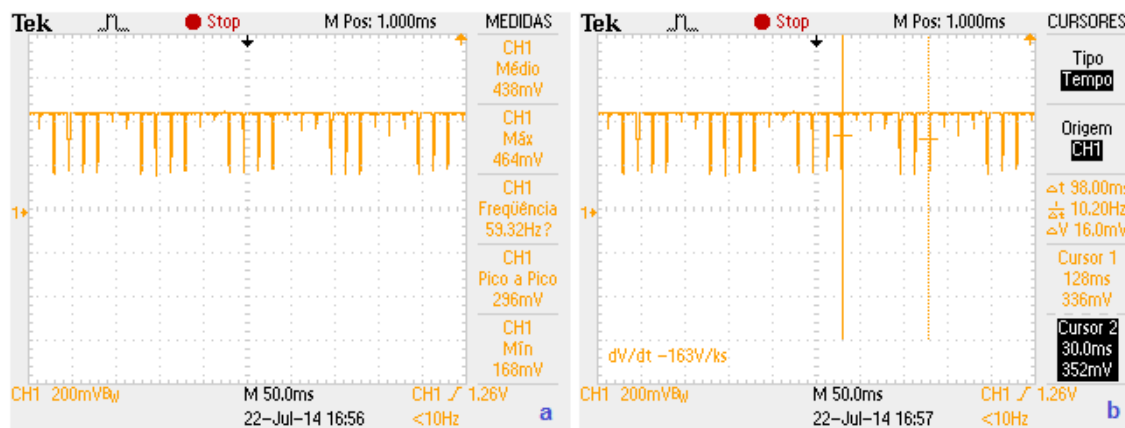 Tek Stop M Pos: 1.000ms MEDIDAS
CH1
Médio
438mV
CH1
Máx
464mV
CH1
Freqüência
59.32Hz?
CH1
Pico a Pico
296mV
CH1
Mín
168mV
1
CH1 200mVBW M 50.0ms CH1 1.26V
22-Jul-14 16:56 <10Hz a
Tek Stop M Pos: 1.000ms CURSORES
Tipo
Tempo
Origem
CH1
△t 98.00ms
1/△t 10.20Hz
△V 16.0mV
Cursor 1
128ms
336mV
Cursor 2
30.0ms
352mV
1
dV/dt -163V/ks
CH1 200mVBW M 50.0ms CH1 1.26V
22-Jul-14 16:57 <10Hz b